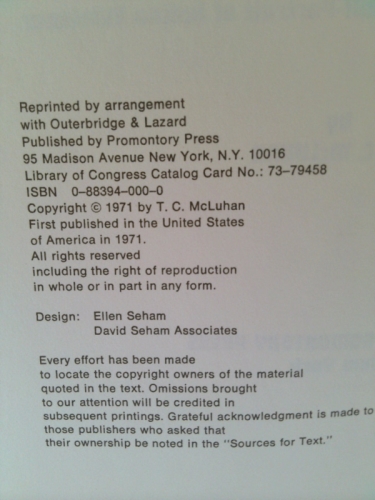 Reprinted by arrangement
with Outerbridge & Lazard
Published by Promontory Press
95 Madison Avenue New York, N.Y. 10016
Library of Congress Catalog Card No.: 73-79458
ISBN 0-88394-000-0
Copyright © 1971 by T. C. McLuhan
First published in the United States
of America in 1971.
All rights reserved
including the right of reproduction
in whole or in part in any form.
Design: Ellen Seham
David Seham Associates
Every effort has been made
to locate the copyright owners of the material
quoted in the text. Omissions brought
to our attention will be credited in
subsequent printings. Grateful acknowledgment is made to
those publishers who asked that
their ownership be noted in the "Sources for Text."